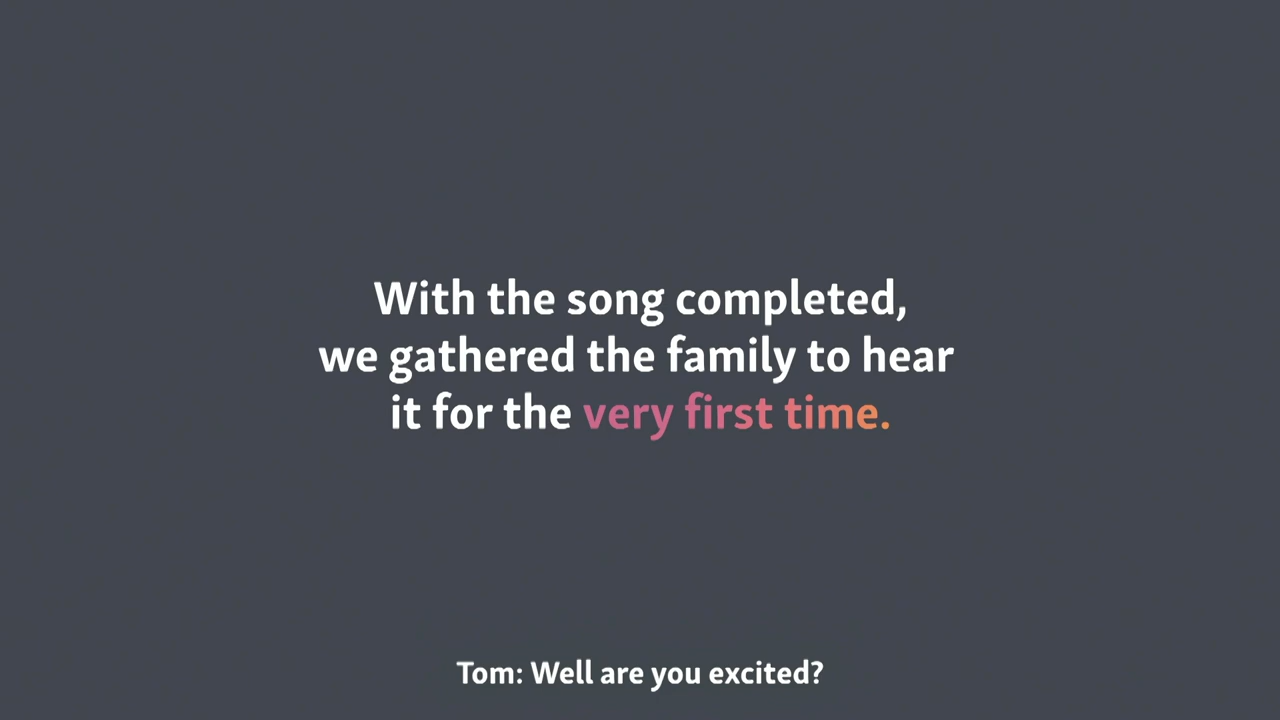 With the song completed,
we gathered the family to hear
it for the very first time.
Tom: Well are you excited?